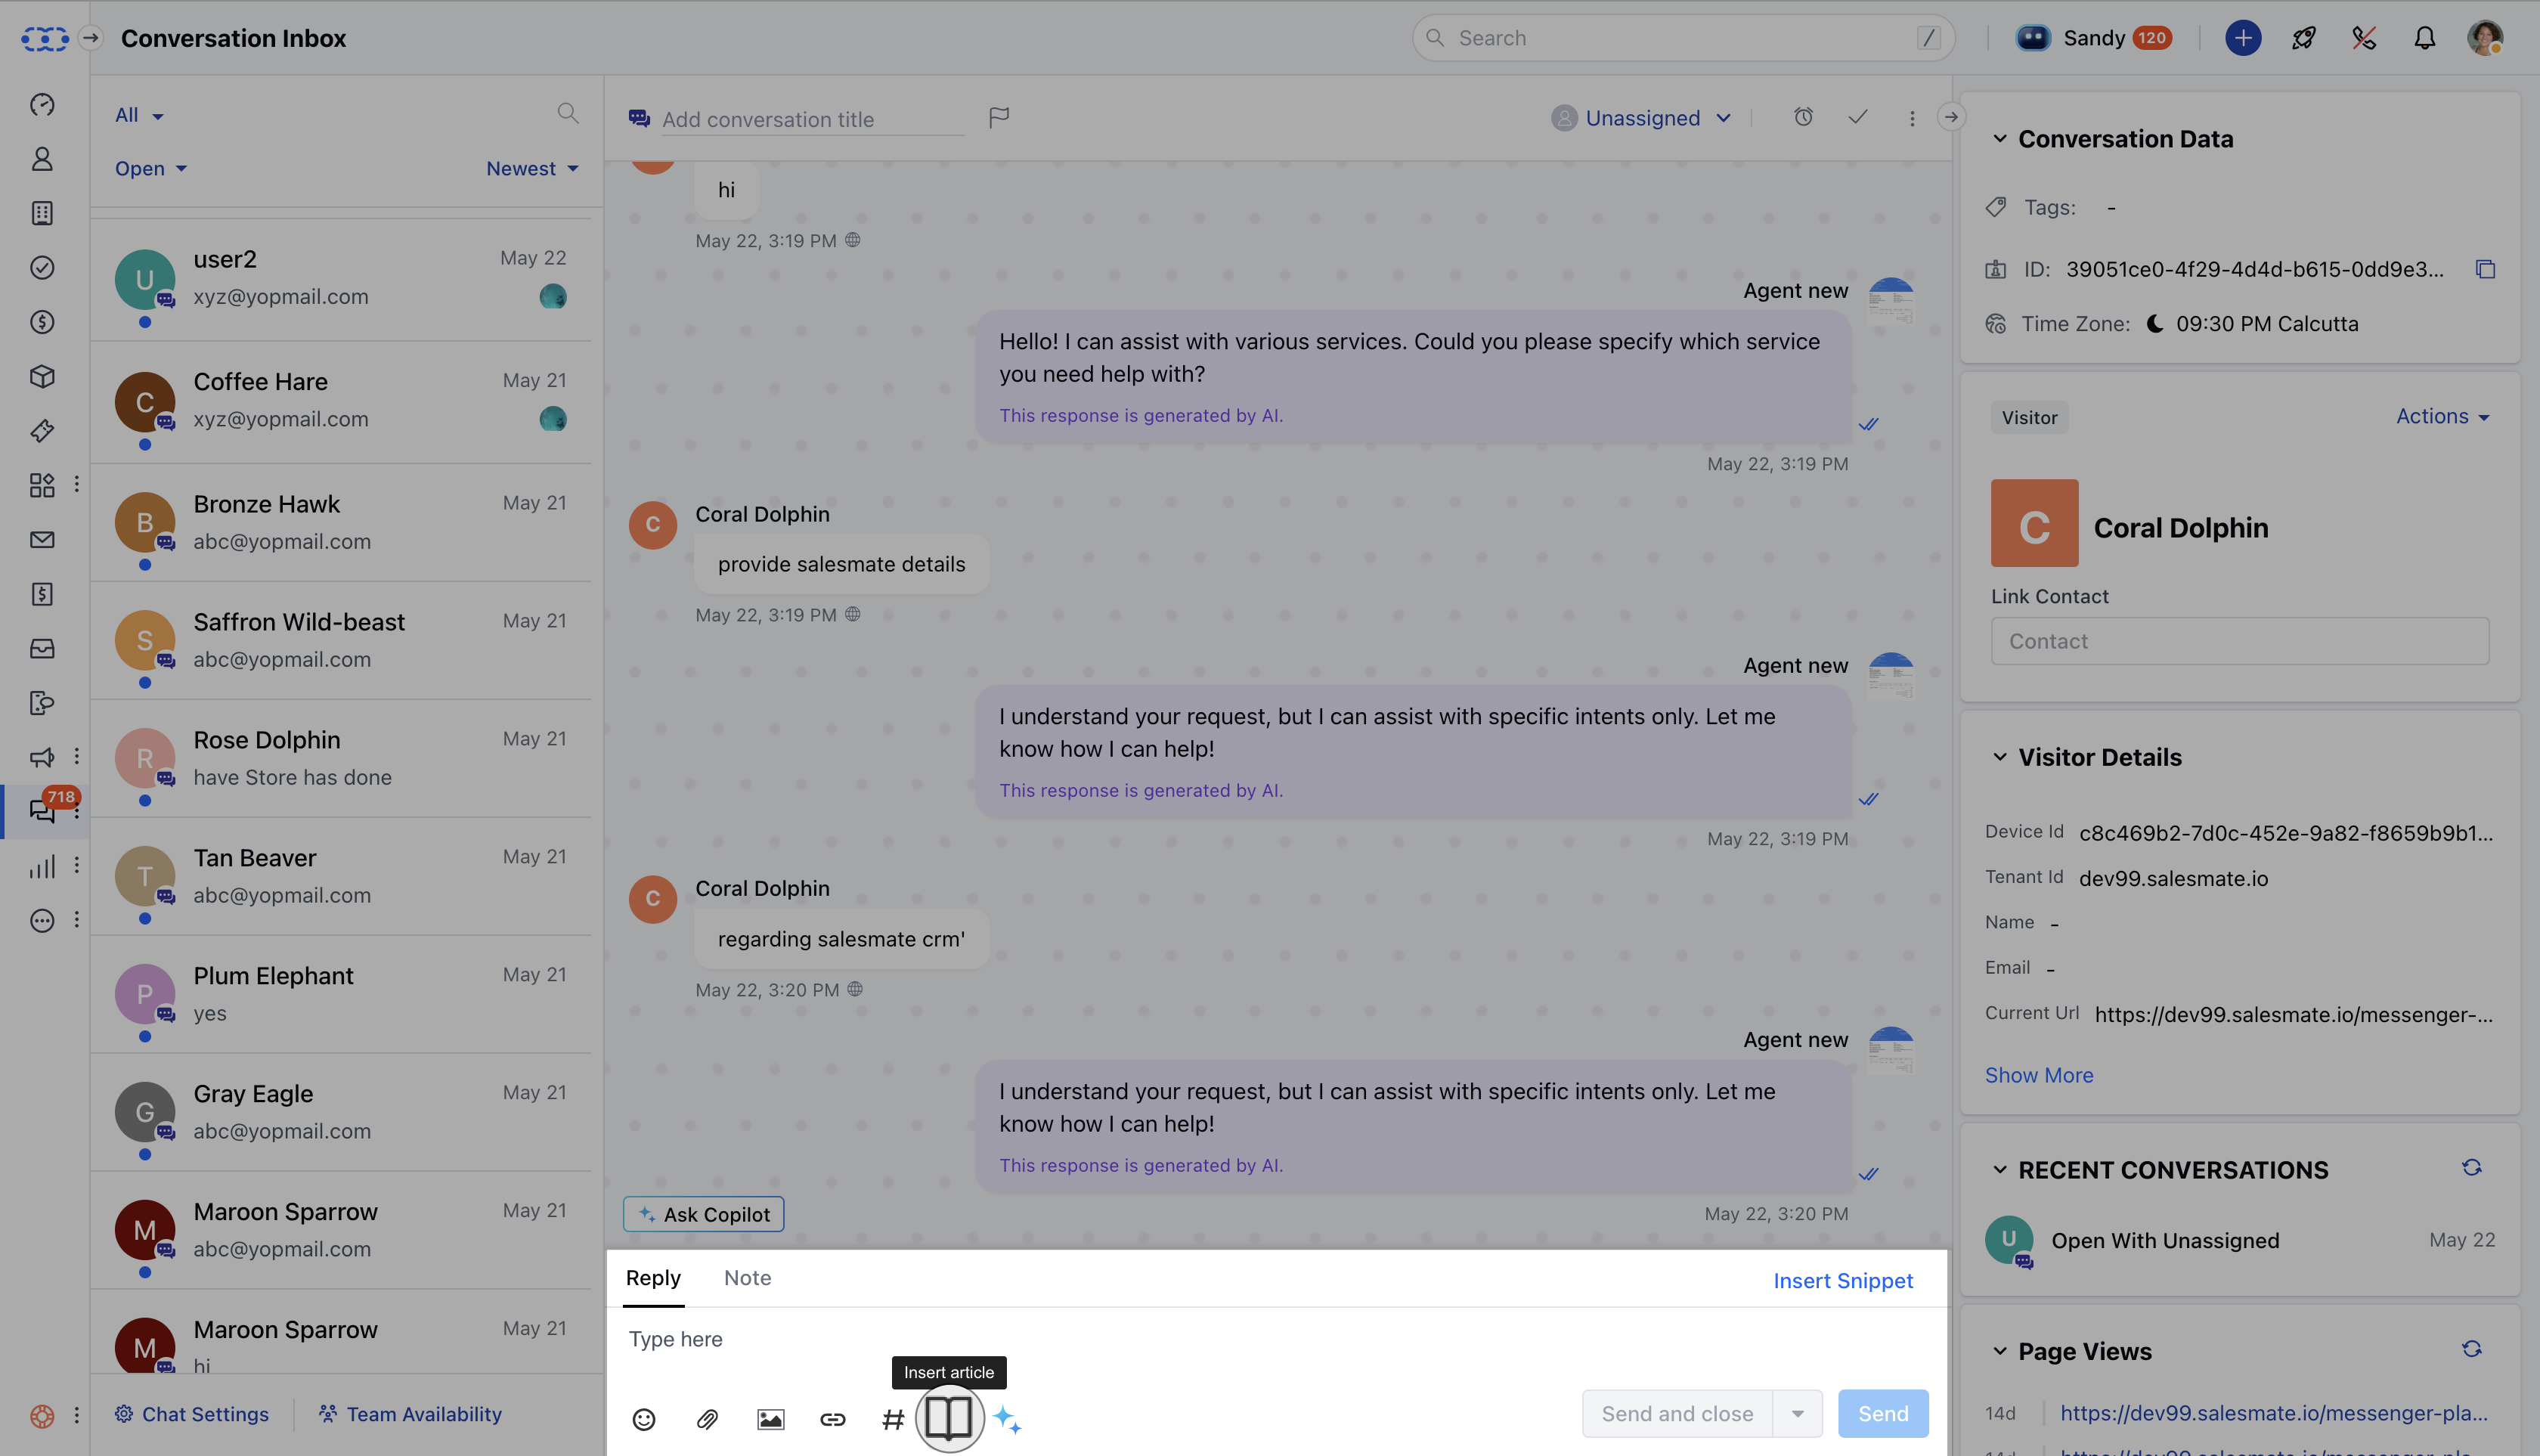 Conversation Inbox
Search
/
Sandy 120
All
Open
Newest
user2
May 22
U
xyz@yopmail.com
Coffee Hare
May 21
C
xyz@yopmail.com
Bronze Hawk
May 21
B
abc@yopmail.com
Saffron Wild-beast
May 21
S
abc@yopmail.com
Rose Dolphin
May 21
R
have Store has done
718
Tan Beaver
May 21
T
abc@yopmail.com
Plum Elephant
May 21
P
yes
Gray Eagle
May 21
G
abc@yopmail.com
Maroon Sparrow
May 21
M
abc@yopmail.com
Maroon Sparrow
May 21
M
hi
Chat Settings
Team Availability
Add conversation title
Unassigned
hi
May 22, 3:19 PM
Agent new
Hello! I can assist with various services. Could you please specify which service
you need help with?
This response is generated by AI.
May 22, 3:19 PM
C
Coral Dolphin
provide salesmate details
May 22, 3:19 PM
Agent new
I understand your request, but I can assist with specific intents only. Let me
know how I can help!
This response is generated by AI.
May 22, 3:19 PM
C
Coral Dolphin
regarding salesmate crm'
May 22, 3:20 PM
Agent new
I understand your request, but I can assist with specific intents only. Let me
know how I can help!
This response is generated by AI.
May 22, 3:20 PM
Ask Copilot
Reply
Note
Insert Snippet
Type here
Insert article
Send and close
Send
Conversation Data
Tags: -
ID: 39051ce0-4f29-4d4d-b615-0dd9e3...
Time Zone: 09:30 PM Calcutta
Visitor
Actions
C
Coral Dolphin
Link Contact
Contact
Visitor Details
Device Id c8c469b2-7d0c-452e-9a82-f8659b9b1...
Tenant Id dev99.salesmate.io
Name -
Email -
Current Url https://dev99.salesmate.io/messenger-...
Show More
RECENT CONVERSATIONS
U
Open With Unassigned
May 22
Page Views
14d https://dev99.salesmate.io/messenger-pla...